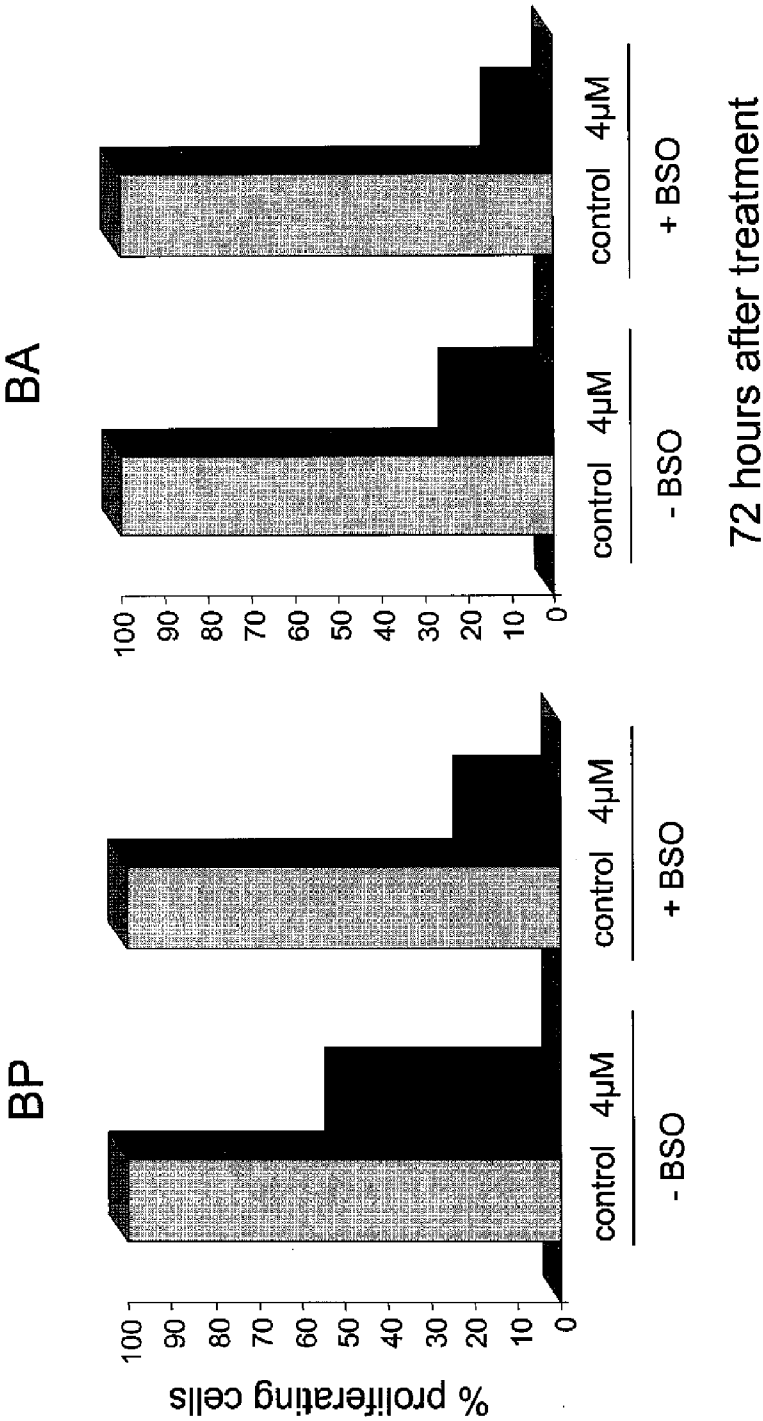 BP
% proliferating cells
100
90
80
70
60
50
40
30
20
10
0
control 4µM
control 4µM
- BSO
+ BSO
BA
100
90
80
70
60
50
40
30
20
10
0
control 4µM
control 4µM
- BSO
+ BSO
72 hours after treatment